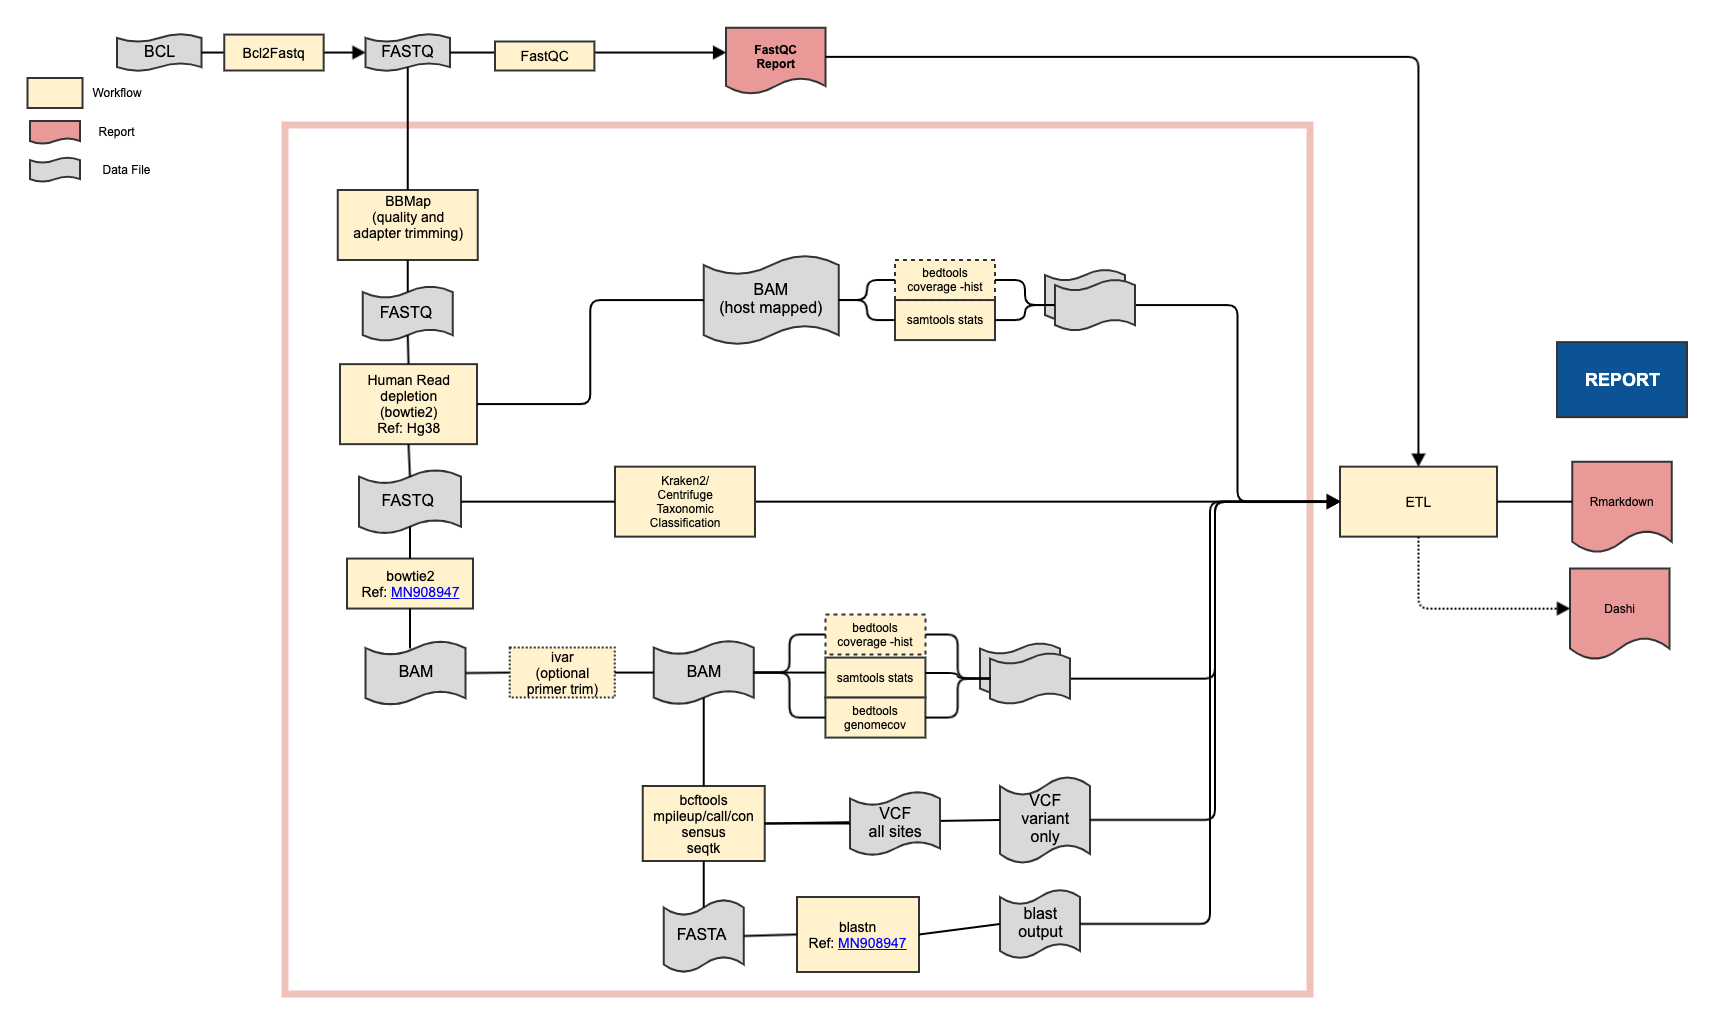 BCL
Bcl2Fastq
FASTQ
FastQC
FastQC
Report
Workflow
Report
Data File
BBMap
(quality and
adapter trimming)
FASTQ
BAM
(host mapped)
bedtools
coverage -hist
samtools stats
Human Read
depletion
(bowtie2)
Ref: Hg38
REPORT
FASTQ
Kraken2/
Centrifuge
Taxonomic
Classification
ETL
Rmarkdown
bowtie2
Ref: MN908947
Dashi
BAM
ivar
(optional
primer trim)
BAM
bedtools
coverage -hist
samtools stats
bedtools
genomecov
bcftools
mpileup/call/con
sensus
seqtk
VCF
all sites
VCF
variant
only
FASTA
blastn
Ref: MN908947
blast
output